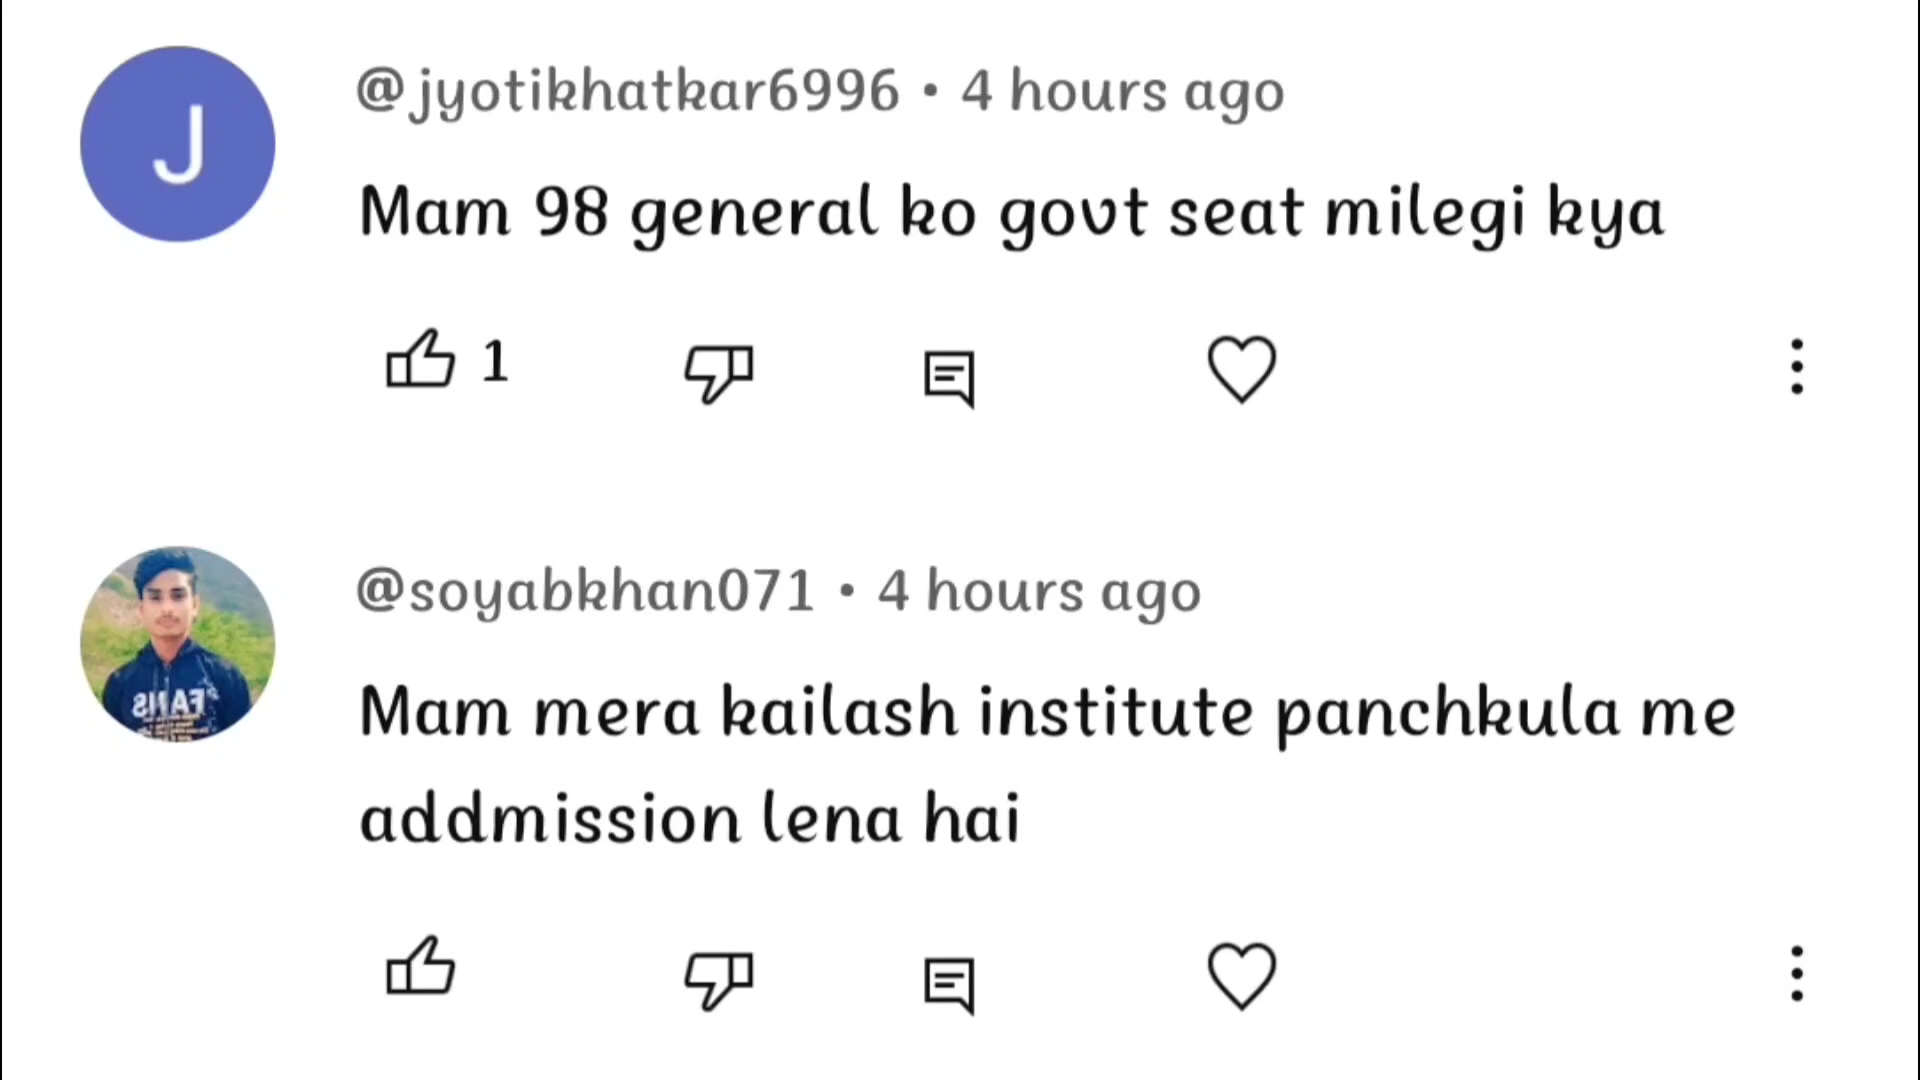 J
@jyotikhatkar6996 • 4 hours ago
Mam 98 general ko govt seat milegi kya
1
@soyabkhan071 • 4 hours ago
Mam mera kailash institute panchkula me
addmission lena hai